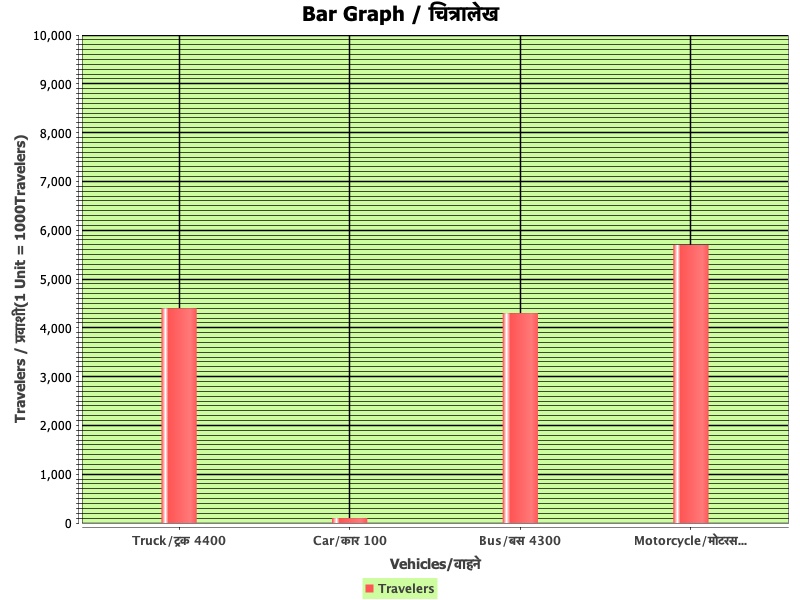 Bar Graph / चित्रालेख
Travelers / प्रवाशी(1 Unit = 1000Travelers)
10,000
9,000
8,000
7,000
6,000
5,000
4,000
3,000
2,000
1,000
0
Truck/ट्रक 4400 Car/कार 100 Bus/बस 4300 Motorcycle/मोटरस...
Vehicles/वाहने
Travelers